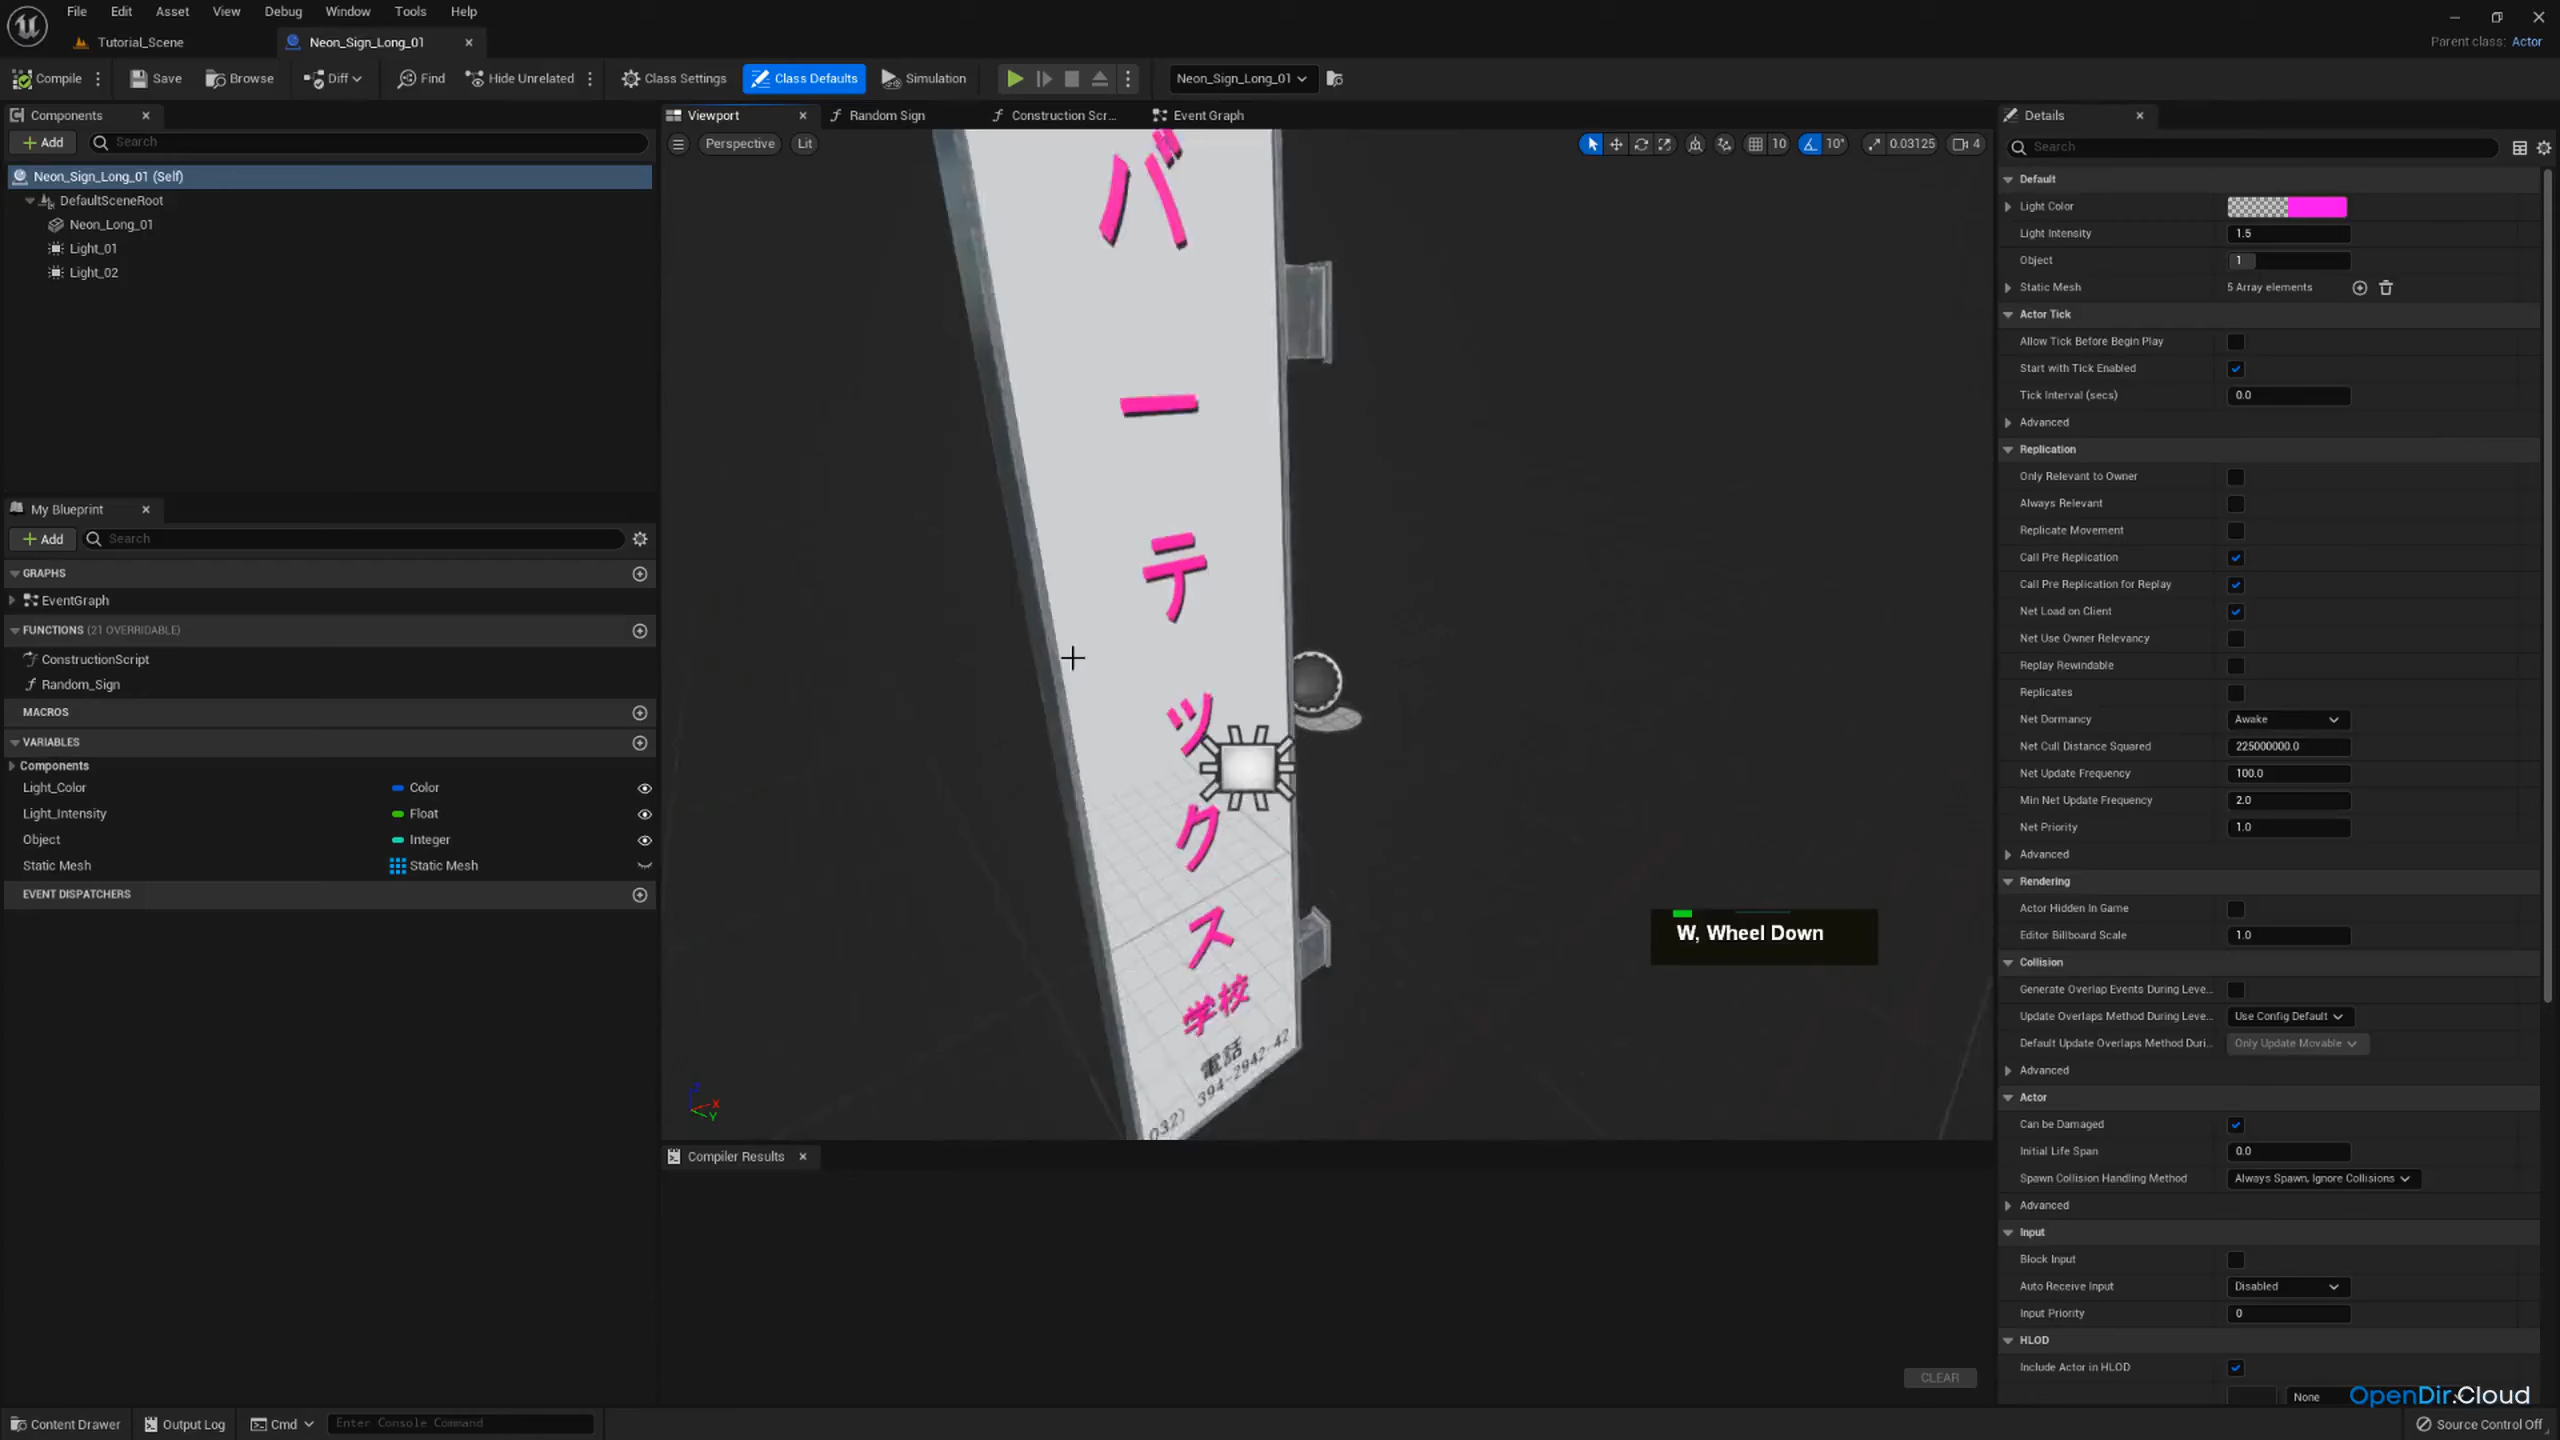 File Edit Asset View Debug Window Tools Help
Tutorial_Scene
Neon_Sign_Long_01
Parent class: Actor
Compile
Save
Browse
Diff
Find
Hide Unrelated
Class Settings
Class Defaults
Simulation
Neon_Sign_Long_01
Components
Add
Search
Neon_Sign_Long_01 (Self)
DefaultSceneRoot
Neon_Long_01
Light_01
Light_02
My Blueprint
Add
Search
GRAPHS
EventGraph
FUNCTIONS (21 OVERRIDABLE)
ConstructionScript
Random_Sign
MACROS
VARIABLES
Components
Light_Color Color
Light_Intensity Float
Object Integer
Static Mesh Static Mesh
EVENT DISPATCHERS
Viewport
Random Sign
Construction Scr...
Event Graph
Perspective
Lit
10
10°
0.03125
4
バーテックス
学校
電話
032) 394-2942-42
W, Wheel Down
X
Y
Compiler Results
CLEAR
Details
Search
Default
Light Color
Light Intensity 1.5
Object 1
Static Mesh 5 Array elements
Actor Tick
Allow Tick Before Begin Play
Start with Tick Enabled
Tick Interval (secs) 0.0
Advanced
Replication
Only Relevant to Owner
Always Relevant
Replicate Movement
Call Pre Replication
Call Pre Replication for Replay
Net Load on Client
Net Use Owner Relevancy
Replay Rewindable
Replicates
Net Dormancy Awake
Net Cull Distance Squared 225000000.0
Net Update Frequency 100.0
Min Net Update Frequency 2.0
Net Priority 1.0
Advanced
Rendering
Actor Hidden In Game
Editor Billboard Scale 1.0
Collision
Generate Overlap Events During Leve...
Update Overlaps Method During Leve... Use Config Default
Default Update Overlaps Method Duri... Only Update Movable
Advanced
Actor
Can be Damaged
Initial Life Span 0.0
Spawn Collision Handling Method Always Spawn, Ignore Collisions
Advanced
Input
Block Input
Auto Receive Input Disabled
Input Priority 0
HLOD
Include Actor in HLOD
None
OpenDir.Cloud
Content Drawer
Output Log
Cmd
Enter Console Command
Source Control Off